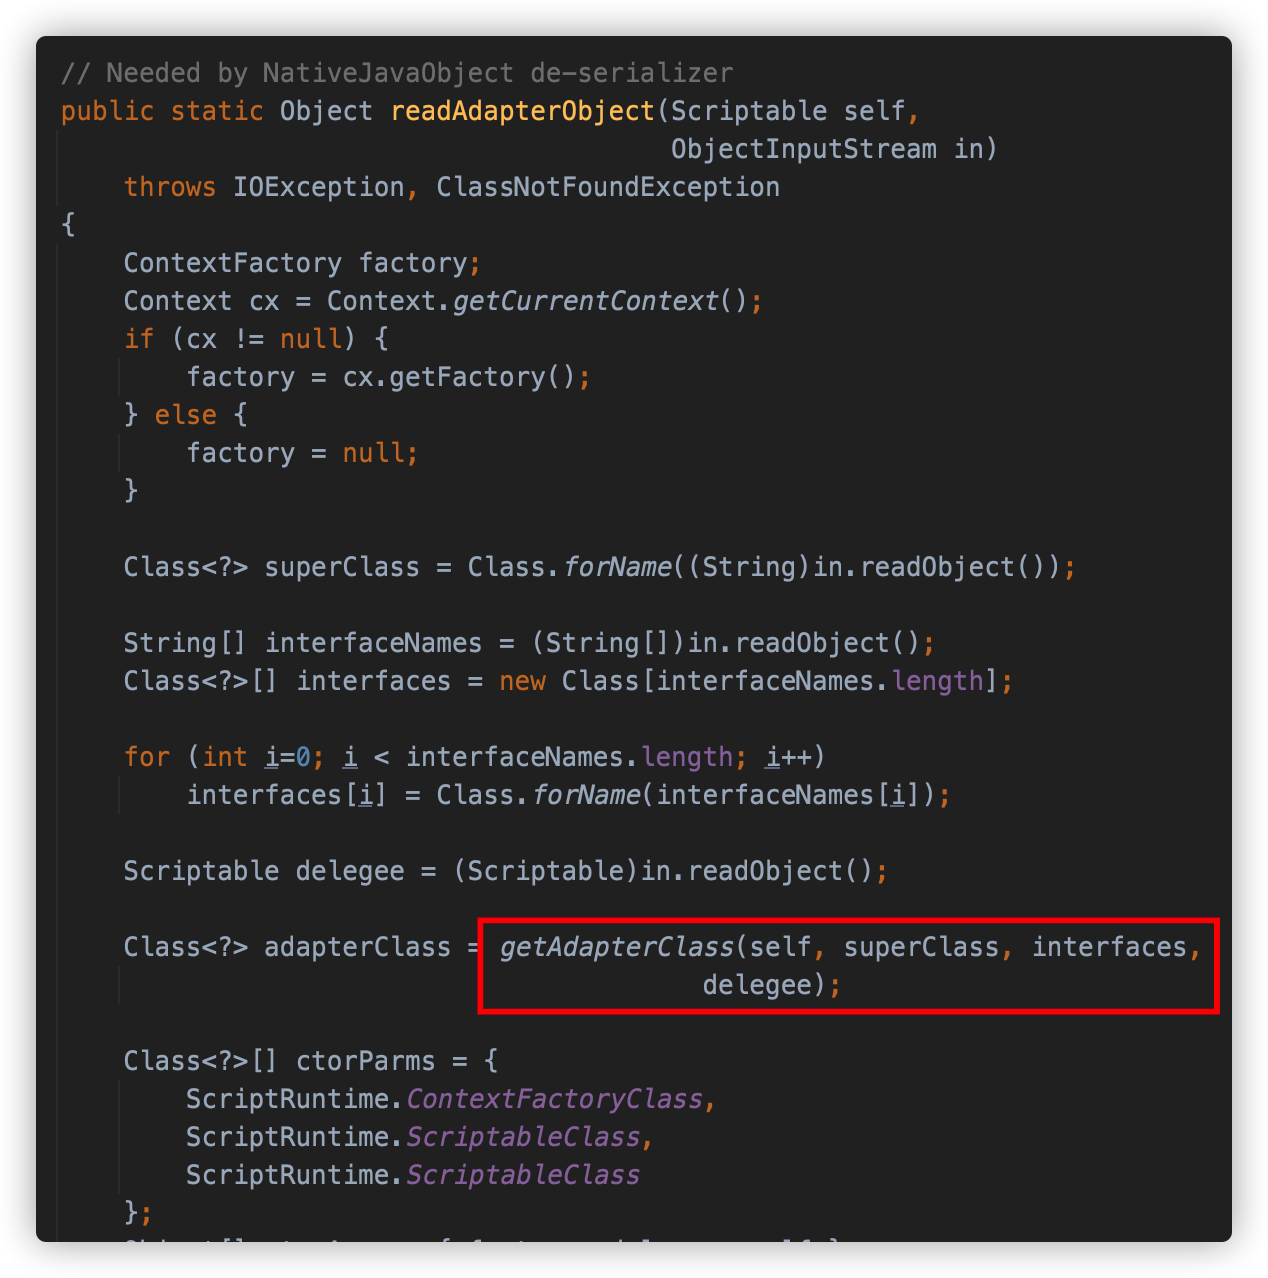 // Needed by NativeJavaObject de-serializer
public static Object readAdapterObject(Scriptable self,
                                       ObjectInputStream in)
    throws IOException, ClassNotFoundException
{
    ContextFactory factory;
    Context cx = Context.getCurrentContext();
    if (cx != null) {
        factory = cx.getFactory();
    } else {
        factory = null;
    }

    Class<?> superClass = Class.forName((String)in.readObject());

    String[] interfaceNames = (String[])in.readObject();
    Class<?>[] interfaces = new Class[interfaceNames.length];

    for (int i=0; i < interfaceNames.length; i++)
        interfaces[i] = Class.forName(interfaceNames[i]);

    Scriptable delegee = (Scriptable)in.readObject();

    Class<?> adapterClass = getAdapterClass(self, superClass, interfaces,
                                         delegee);

    Class<?>[] ctorParms = {
        ScriptRuntime.ContextFactoryClass,
        ScriptRuntime.ScriptableClass,
        ScriptRuntime.ScriptableClass
    };